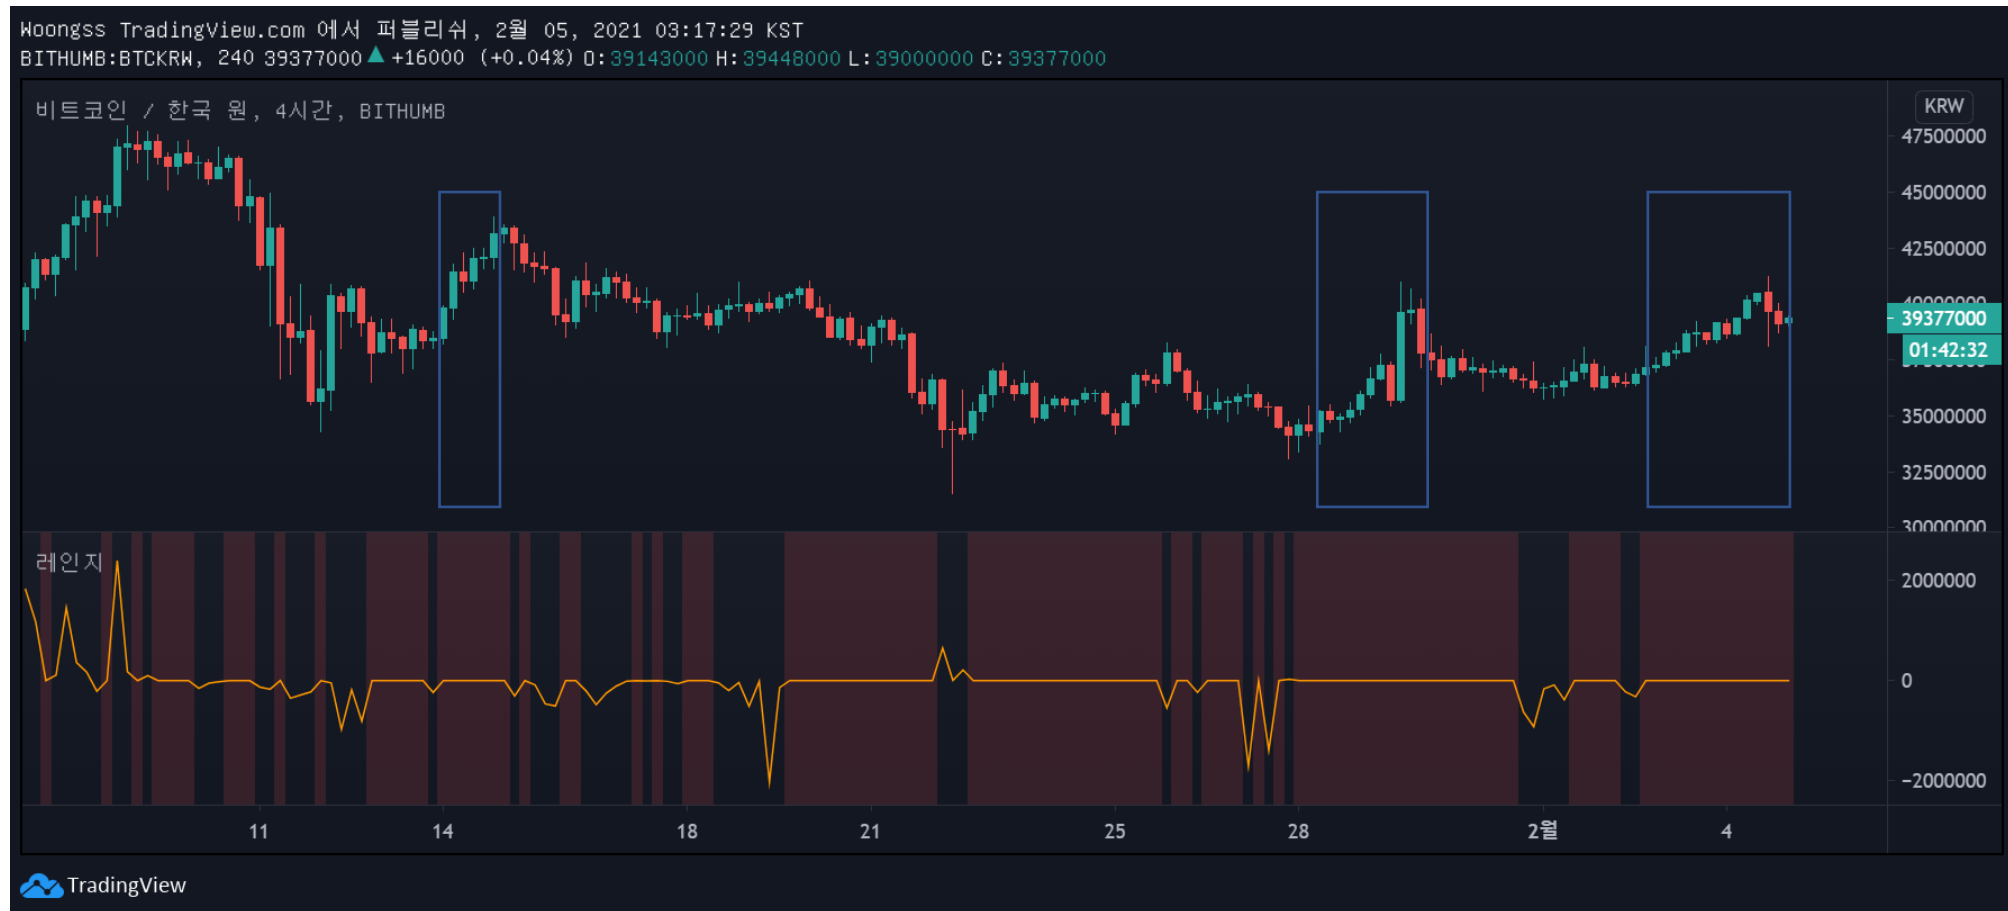 Woongss TradingView.com 에서 퍼블리쉬, 2월 05, 2021 03:17:29 KST
BITHUMB:BTCKRW, 240 39377000 ▲ +16000 (+0.04%) O:39143000 H:39448000 L:39000000 C:39377000
비트코인 / 한국 원, 4시간, BITHUMB
KRW
47500000
45000000
42500000
40000000
39377000
01:42:32
37500000
35000000
32500000
30000000
레인지
2000000
0
−2000000
11 14 18 21 25 28 2월 4
TradingView